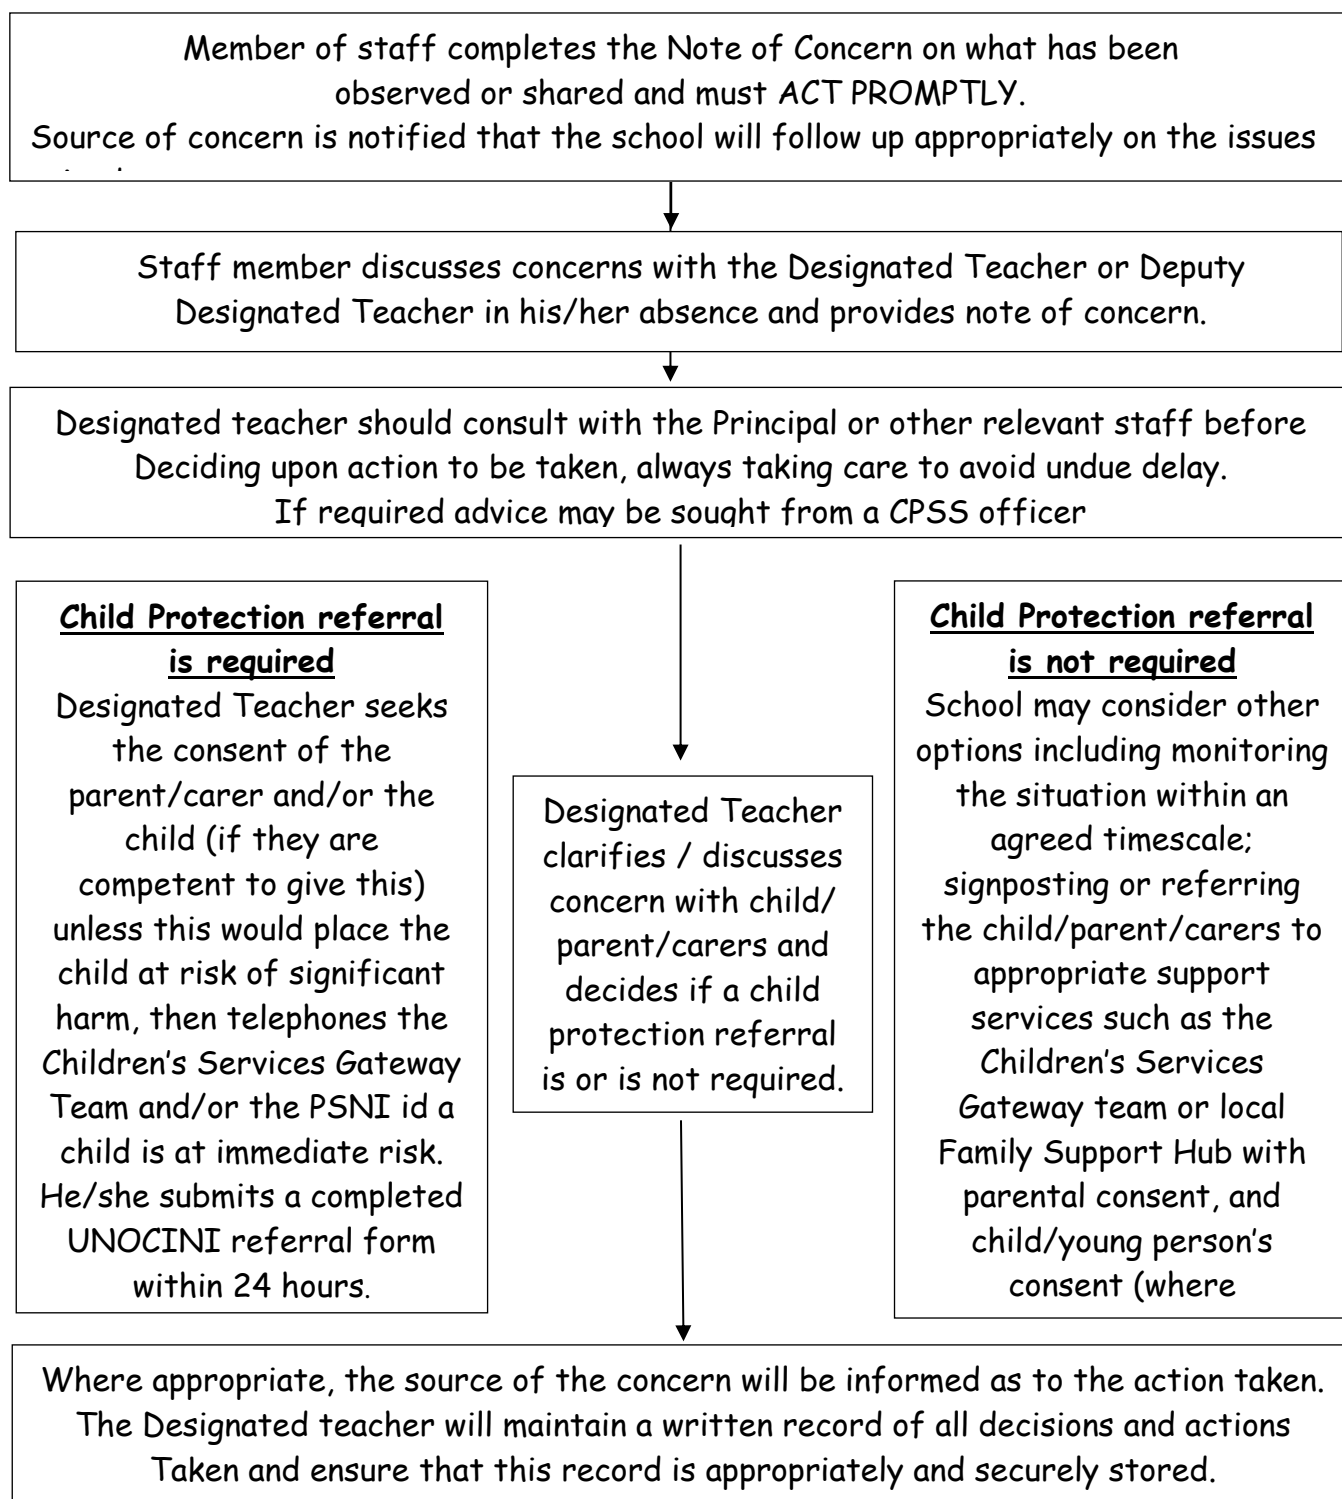 Member of staff completes the Note of Concern on what has been
observed or shared and must ACT PROMPTLY.
Source of concern is notified that the school will follow up appropriately on the issues
Staff member discusses concerns with the Designated Teacher or Deputy
Designated Teacher in his/her absence and provides note of concern.
Designated teacher should consult with the Principal or other relevant staff before
Deciding upon action to be taken, always taking care to avoid undue delay.
If required advice may be sought from a CPSS officer
Child Protection referral
is required
Designated Teacher seeks
the consent of the
parent/carer and/or the
child (if they are
competent to give this)
unless this would place the
child at risk of significant
harm, then telephones the
Children's Services Gateway
Team and/or the PSNI id a
child is at immediate risk.
He/she submits a completed
UNOCINI referral form
within 24 hours.
Designated Teacher
clarifies / discusses
concern with child/
parent/carers and
decides if a child
protection referral
is or is not required.
Child Protection referral
is not required
School may consider other
options including monitoring
the situation within an
agreed timescale;
signposting or referring
the child/parent/carers to
appropriate support
services such as the
Children's Services
Gateway team or local
Family Support Hub with
parental consent, and
child/young person's
consent (where
Where appropriate, the source of the concern will be informed as to the action taken.
The Designated teacher will maintain a written record of all decisions and actions
Taken and ensure that this record is appropriately and securely stored.